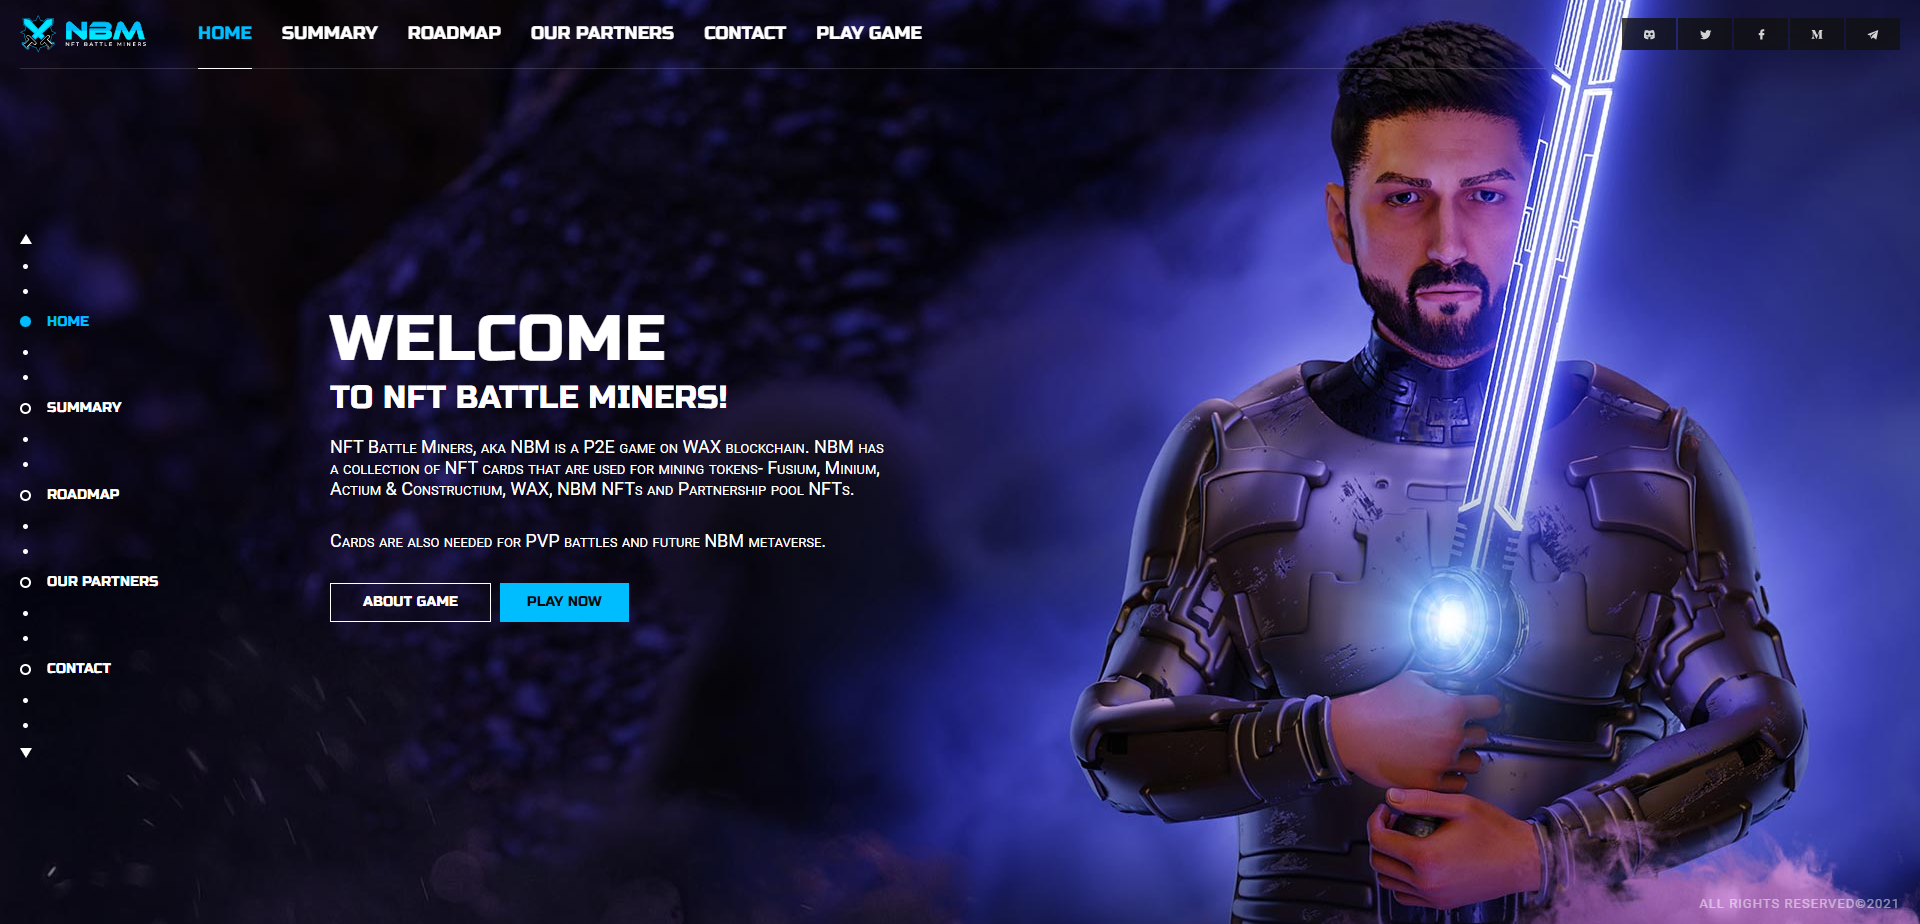 NBM
NFT BATTLE MINERS
HOME SUMMARY ROADMAP OUR PARTNERS CONTACT PLAY GAME
HOME
SUMMARY
ROADMAP
OUR PARTNERS
CONTACT
WELCOME
TO NFT BATTLE MINERS!
NFT Battle Miners, aka NBM is a P2E game on WAX blockchain. NBM has
a collection of NFT cards that are used for mining tokens- Fusium, Minium,
Actium & Constructium, WAX, NBM NFTs and Partnership pool NFTs.
Cards are also needed for PVP battles and future NBM metaverse.
ABOUT GAME PLAY NOW
ALL RIGHTS RESERVED©2021